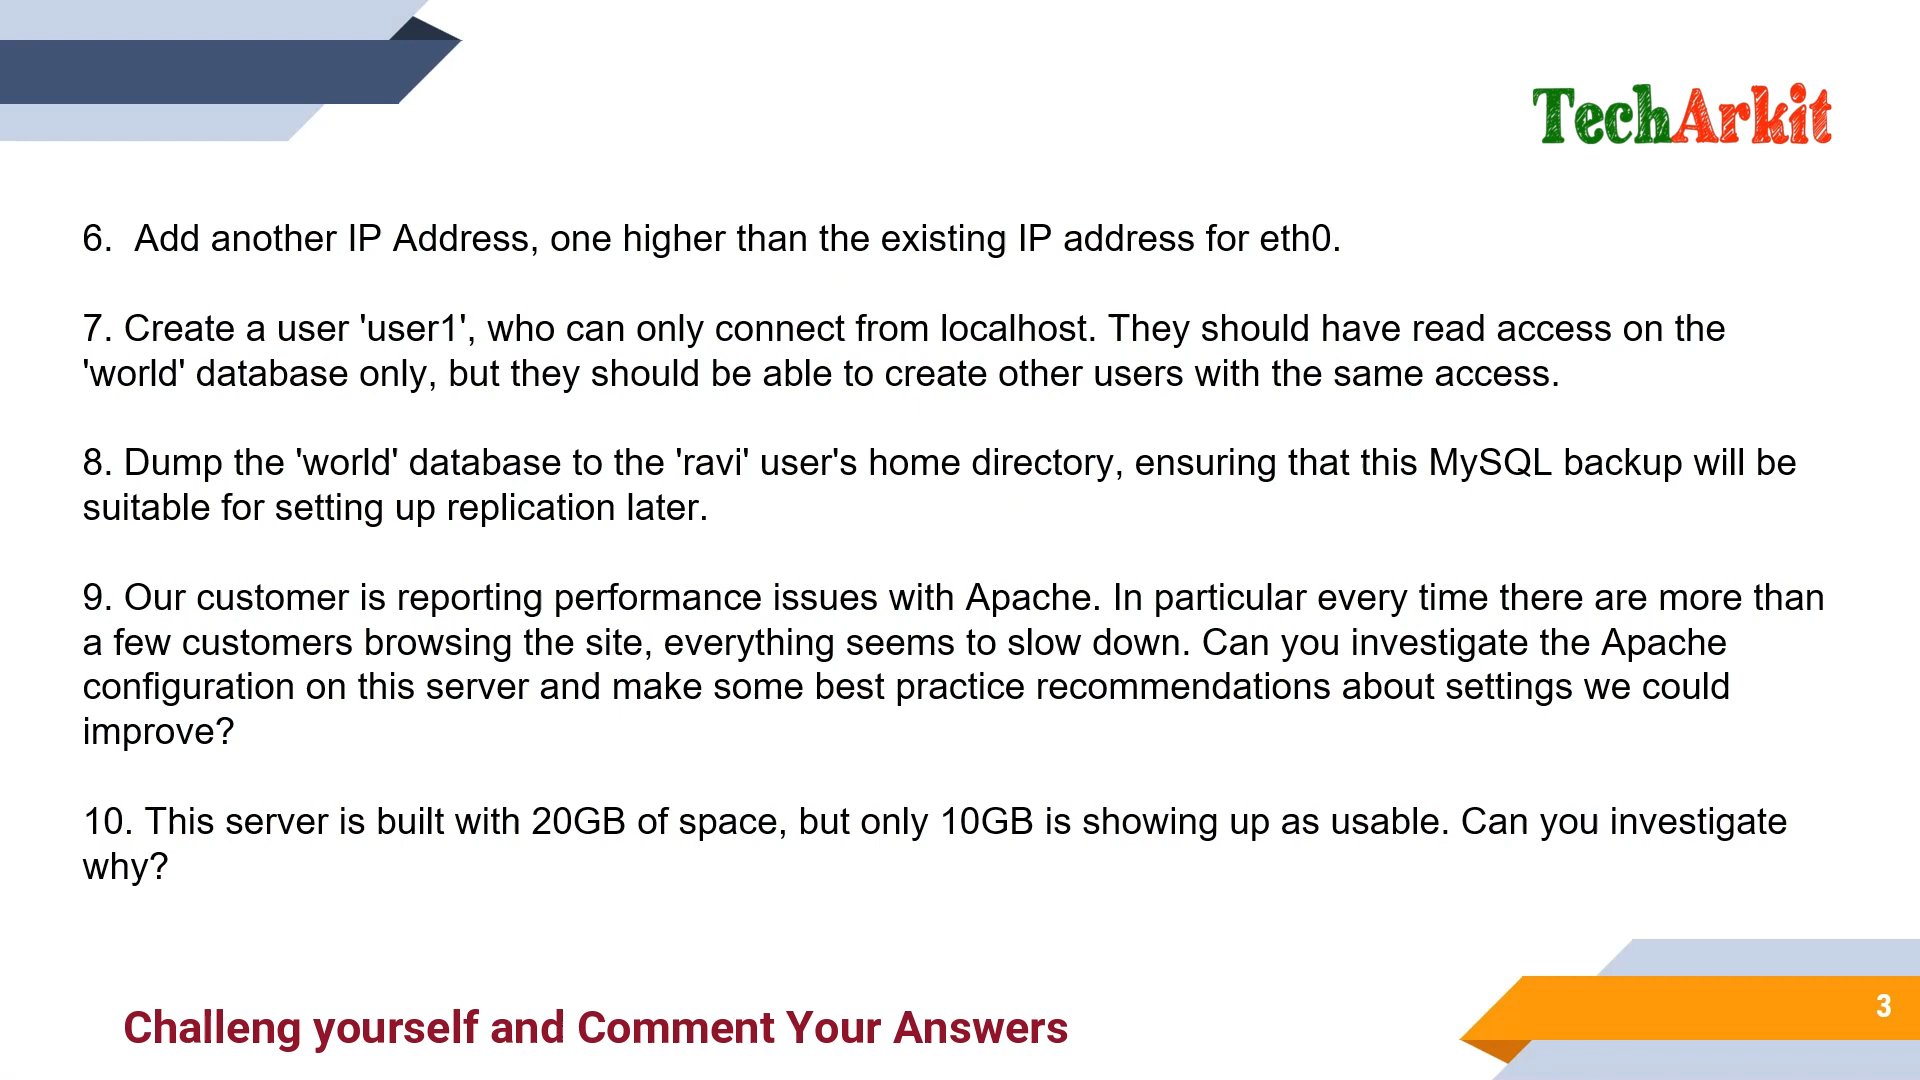 TechArkit
6. Add another IP Address, one higher than the existing IP address for eth0.
7. Create a user 'user1', who can only connect from localhost. They should have read access on the
'world' database only, but they should be able to create other users with the same access.
8. Dump the 'world' database to the 'ravi' user's home directory, ensuring that this MySQL backup will be
suitable for setting up replication later.
9. Our customer is reporting performance issues with Apache. In particular every time there are more than
a few customers browsing the site, everything seems to slow down. Can you investigate the Apache
configuration on this server and make some best practice recommendations about settings we could
improve?
10. This server is built with 20GB of space, but only 10GB is showing up as usable. Can you investigate
why?
Challeng yourself and Comment Your Answers
3